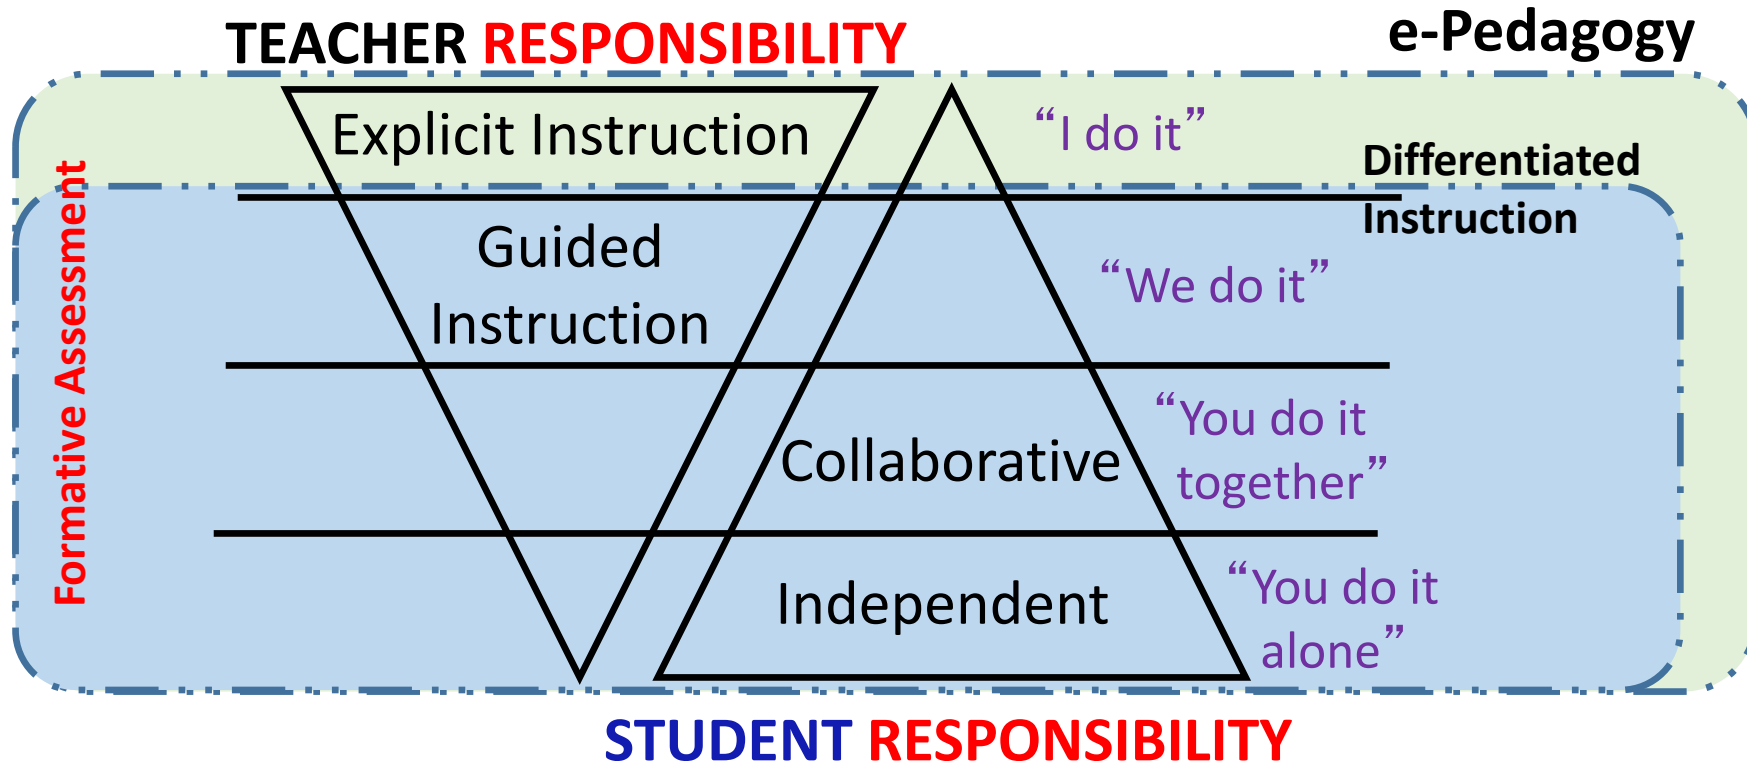 TEACHER RESPONSIBILITY
e-Pedagogy
Explicit Instruction
“I do it”
Differentiated
Instruction
Formative Assessment
Guided
Instruction
“We do it”
Collaborative
“You do it
together”
Independent
“You do it
alone”
STUDENT RESPONSIBILITY